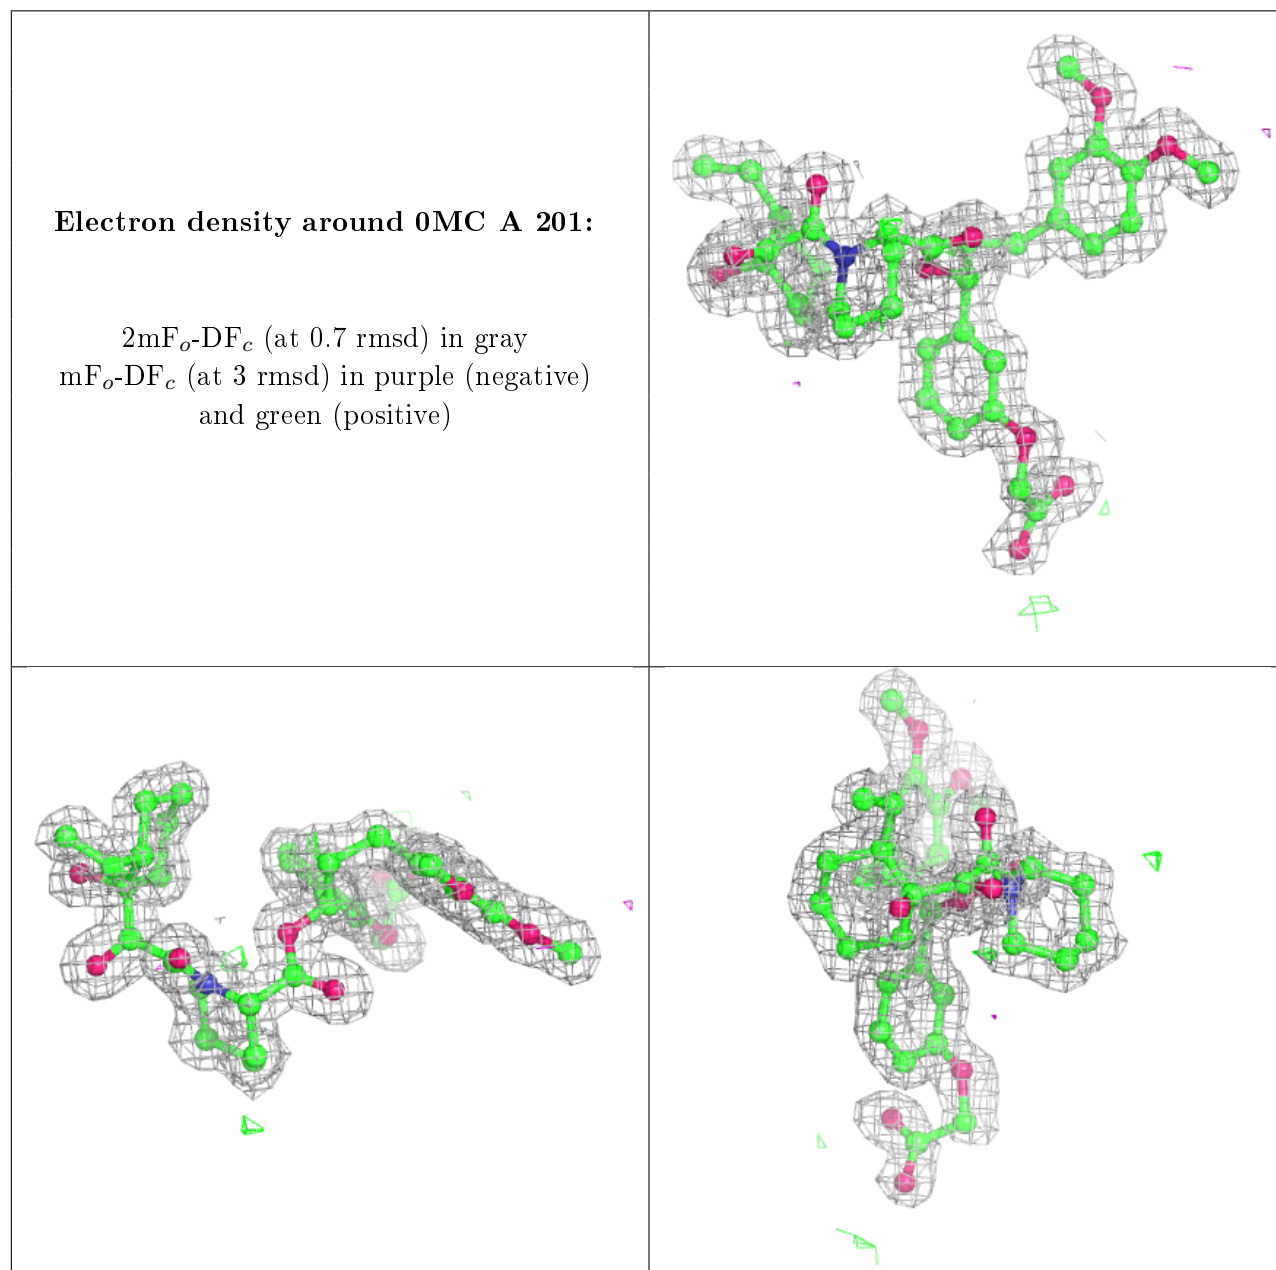 Electron density around 0MC A 201:
2mFₒ-DF𝒸 (at 0.7 rmsd) in gray
mFₒ-DF𝒸 (at 3 rmsd) in purple (negative)
and green (positive)